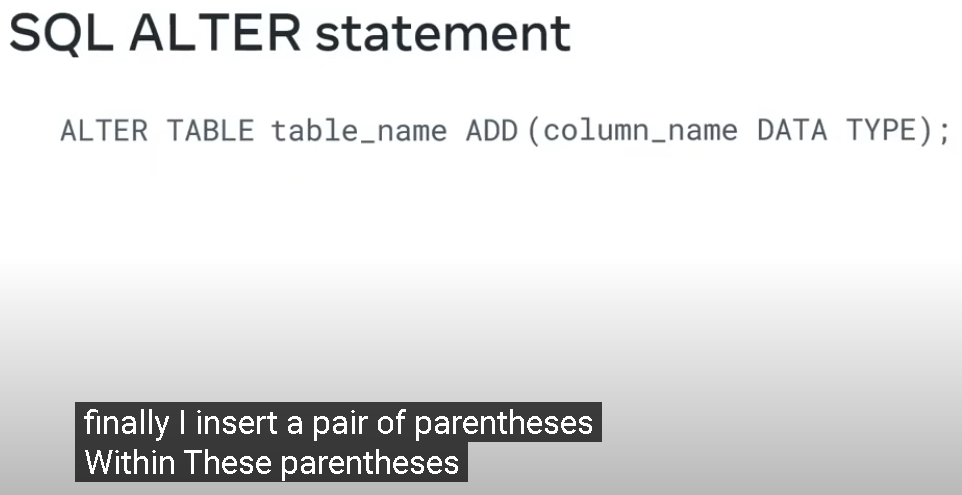 SQL ALTER statement
ALTER TABLE table_name ADD (column_name DATA TYPE);
finally I insert a pair of parentheses
Within These parentheses